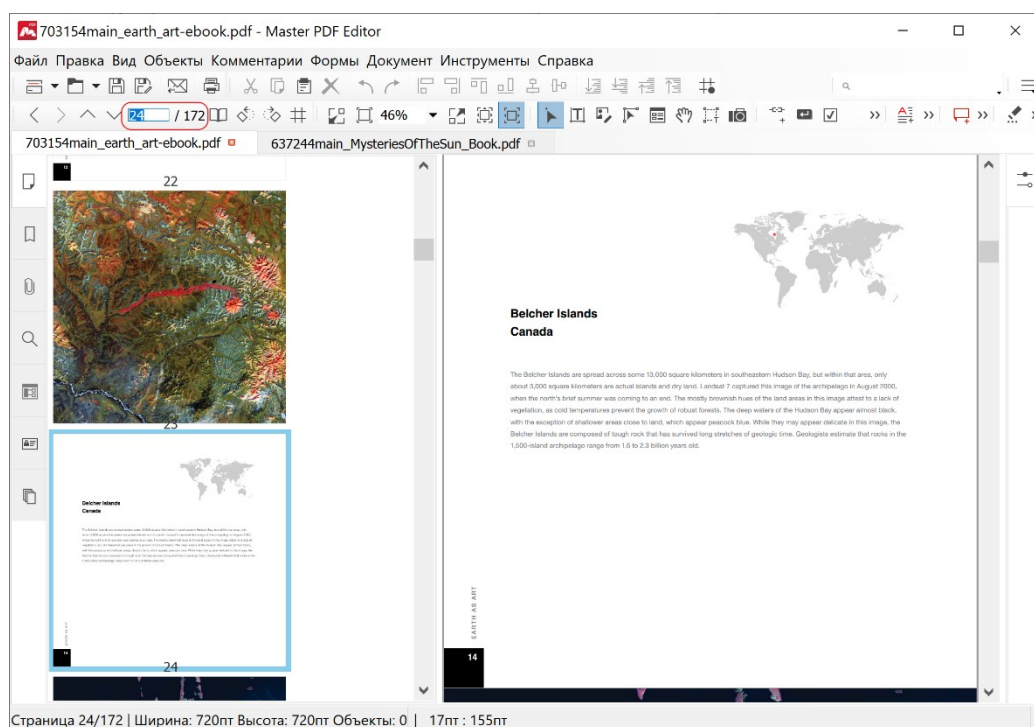 703154main_earth_art-ebook.pdf - Master PDF Editor
Файл Правка Вид Объекты Комментарии Формы Документ Инструменты Справка
24 / 172 46%
703154main_earth_art-ebook.pdf 637244main_MysteriesOfTheSun_Book.pdf
22
23
Belcher Islands
Canada
14
24
Belcher Islands
Canada
The Belcher Islands are spread across some 13,000 square kilometers in southeastern Hudson Bay, but within that area, only
about 3,000 square kilometers are actual islands and dry land. Landsat 7 captured this image of the archipelago in August 2000,
when the north's brief summer was coming to an end. The mostly brownish hues of the land areas in this image attest to a lack of
vegetation, as cold temperatures prevent the growth of robust forests. The deep waters of the Hudson Bay appear almost black,
with the exception of shallower areas close to land, which appear peacock blue. While they may appear delicate in this image, the
Belcher Islands are composed of tough rock that has survived long stretches of geologic time. Geologists estimate that rocks in the
1,500-island archipelago range from 1.6 to 2.3 billion years old.
EARTH AS ART
14
Страница 24/172 | Ширина: 720пт Высота: 720пт Объекты: 0 | 17пт : 155пт